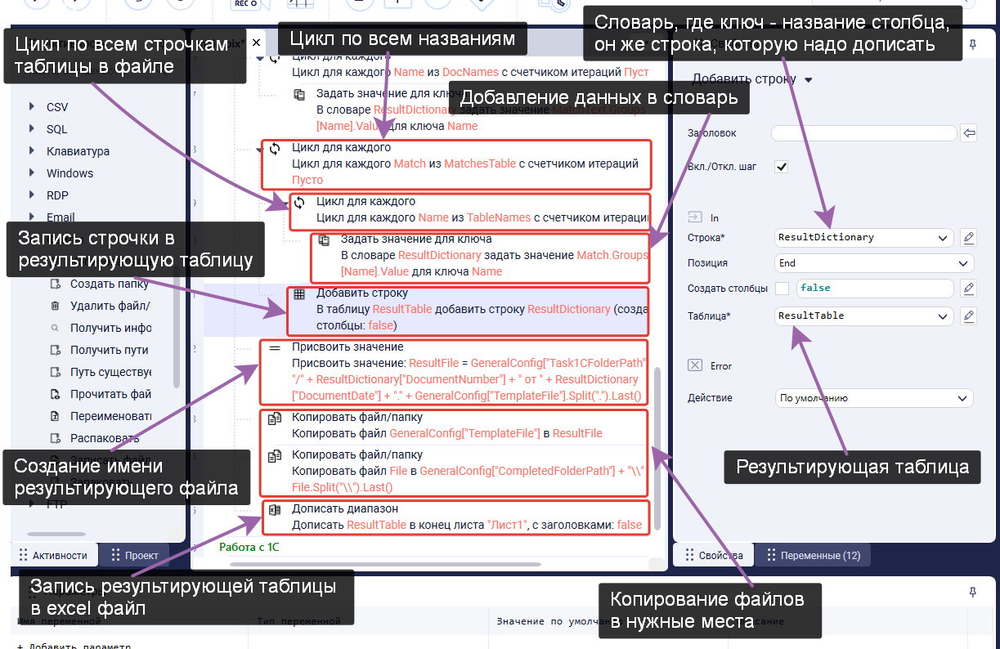 REC
Цикл по всем строчкам
таблицы в файле
Цикл по всем названиям
Словарь, где ключ - название столбца,
он же строка, которую надо дописать
Добавление данных в словарь
Запись строчки в
результирующую таблицу
Создание имени
результирующего файла
Запись результирующей таблицы
в excel файл
Результирующая таблица
Копирование файлов
в нужные места
CSV
SQL
Клавиатура
Windows
RDP
Email
Создать папку
Удалить файл/
Получить инфо
Получить пути
Путь существуе
Прочитать фай
Переименовать
Распаковать
FTP
Активности
Проект
Цикл для каждого
Цикл для каждого Name из DocNames с счетчиком итераций Пуст
Задать значение для ключа
В словаре ResultDictionary задать значение MatchText.Groups
[Name].Value для ключа Name
Цикл для каждого
Цикл для каждого Match из MatchesTable с счетчиком итераций
Пусто
Цикл для каждого
Цикл для каждого Name из TableNames с счетчиком итераци
Задать значение для ключа
В словаре ResultDictionary задать значение Match.Groups
[Name].Value для ключа Name
Добавить строку
В таблицу ResultTable добавить строку ResultDictionary (созда
столбцы: false)
Присвоить значение
Присвоить значение: ResultFile = GeneralConfig["Task1CFolderPath"
"/" + ResultDictionary["DocumentNumber"] + " от " + ResultDictionary
["DocumentDate"] + "." + GeneralConfig["TemplateFile"].Split(".").Last()
Копировать файл/папку
Копировать файл GeneralConfig["TemplateFile"] в ResultFile
Копировать файл/папку
Копировать файл File в GeneralConfig["CompletedFolderPath"] + "\\"
File.Split("\\").Last()
Дописать диапазон
Дописать ResultTable в конец листа "Лист1", с заголовками: false
Работа с 1С
Добавить строку
Заголовок
Вкл./Откл. шаг
In
Строка*
ResultDictionary
Позиция
End
Создать столбцы
false
Таблица*
ResultTable
Error
Действие
По умолчанию
Свойства
Переменные (12)
Имя переменной
Тип переменной
Значение по умолчан
+ Добавить параметр